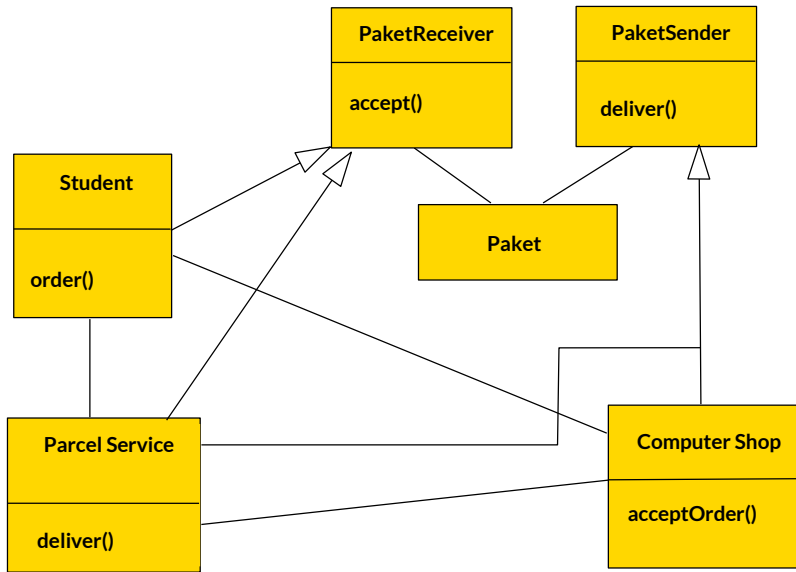 PaketReceiver
accept()
PaketSender
deliver()
Student
order()
Paket
Parcel Service
deliver()
Computer Shop
acceptOrder()